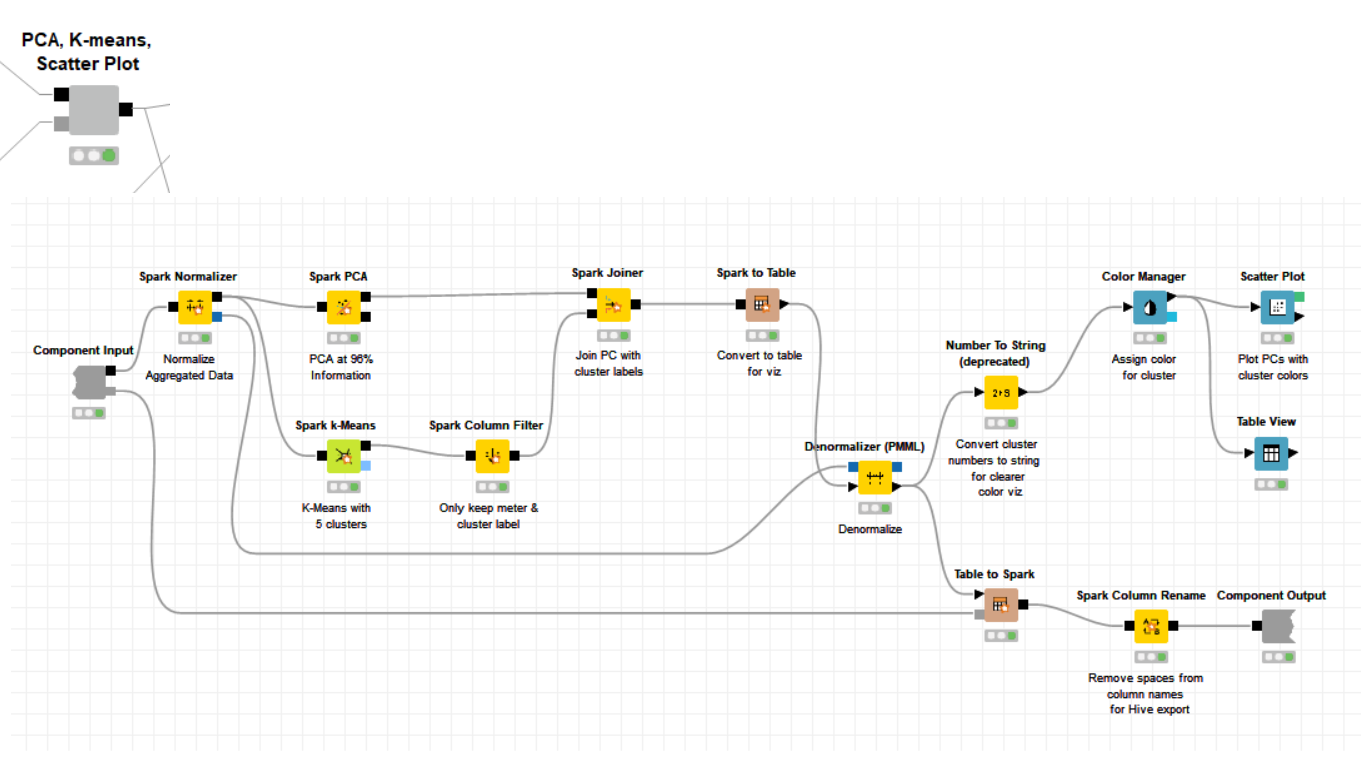 PCA, K-means,
Scatter Plot
Spark Normalizer
Normalize
Aggregated Data
Spark PCA
PCA at 96%
Information
Spark Joiner
Join PC with
cluster labels
Spark to Table
Convert to table
for viz
Color Manager
Assign color
for cluster
Scatter Plot
Plot PCs with
cluster colors
Component Input
Number To String
(deprecated)
2›S
Convert cluster
numbers to string
for clearer
color viz
Spark k-Means
K-Means with
5 clusters
Spark Column Filter
Only keep meter &
cluster label
Denormalizer (PMML)
Denormalize
Table View
Table to Spark
Spark Column Rename
Remove spaces from
column names
for Hive export
Component Output